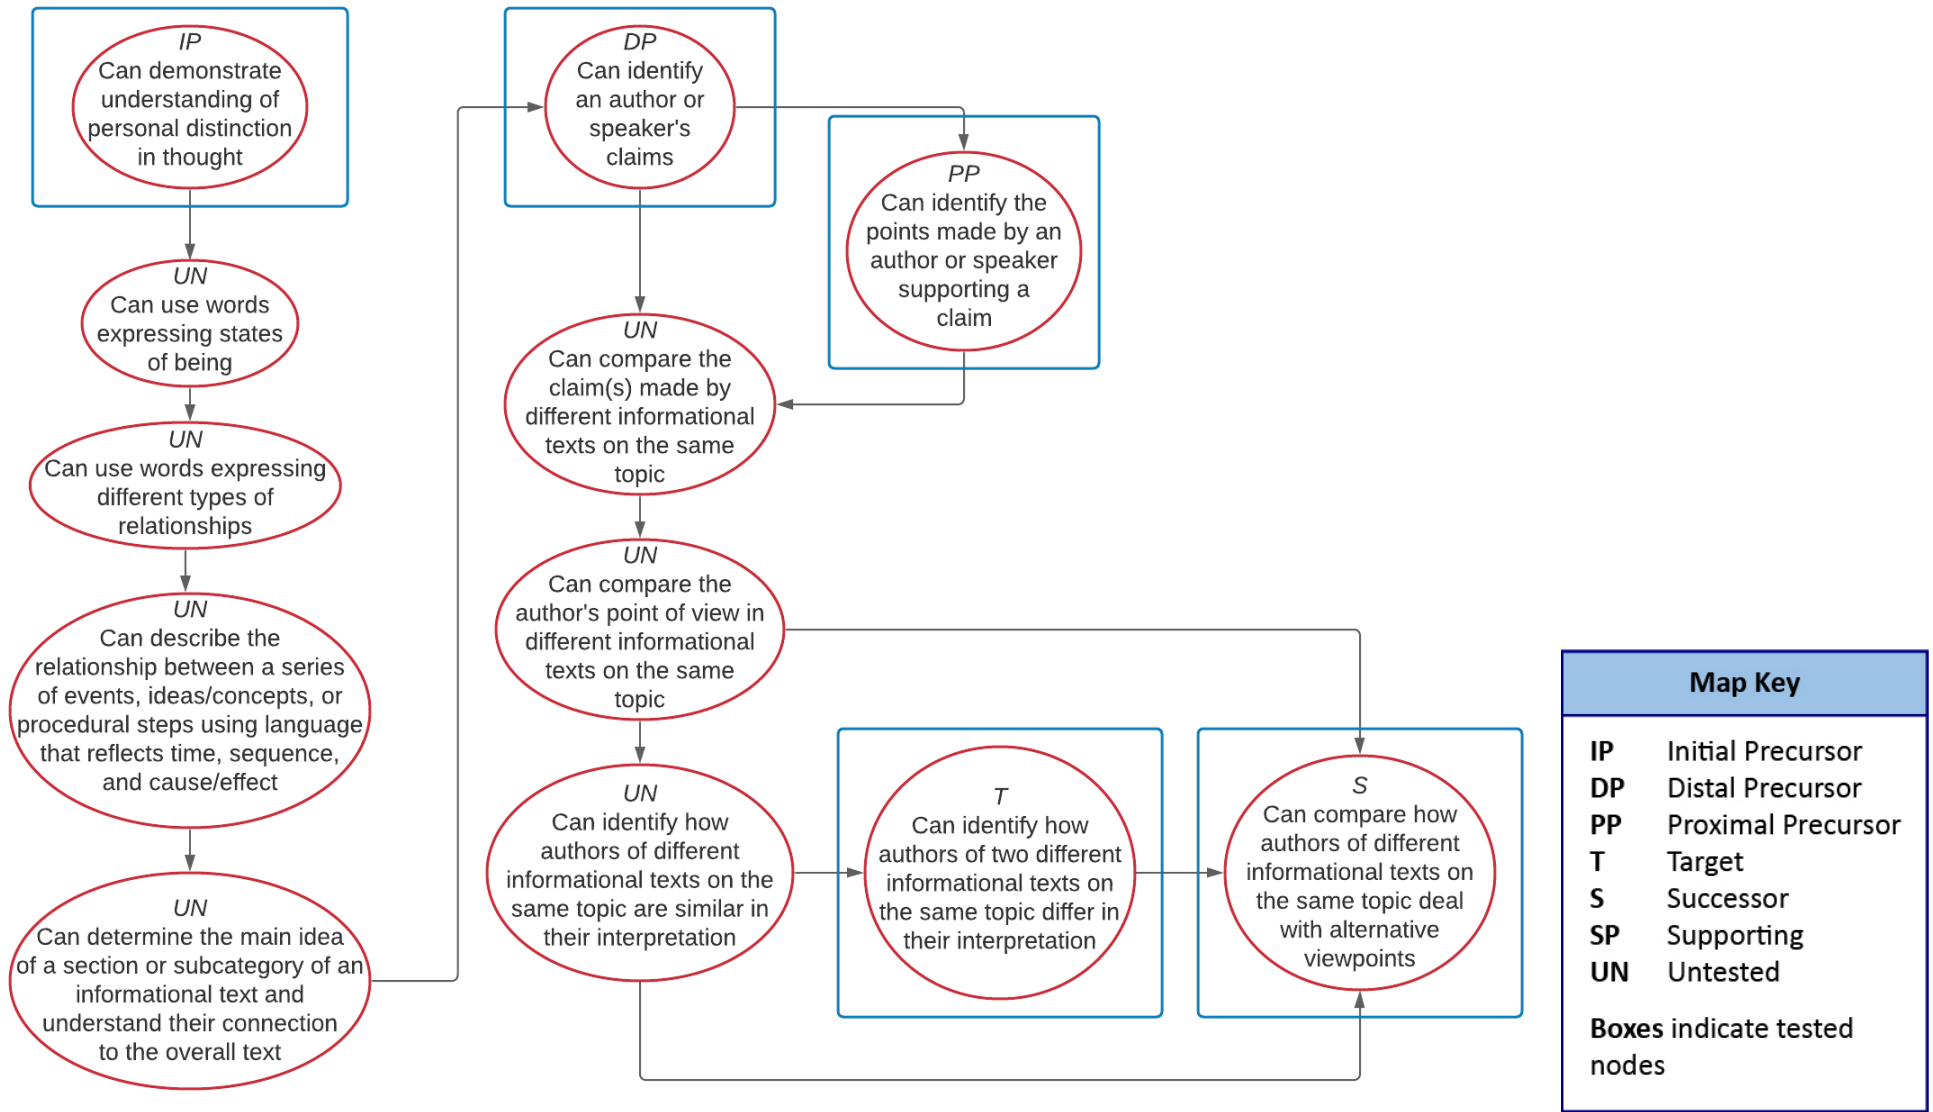 IP
Can demonstrate
understanding of
personal distinction
in thought
UN
Can use words
expressing states
of being
UN
Can use words expressing
different types of
relationships
UN
Can describe the
relationship between a series
of events, ideas/concepts, or
procedural steps using language
that reflects time, sequence,
and cause/effect
UN
Can determine the main idea
of a section or subcategory of an
informational text and
understand their connection
to the overall text
DP
Can identify
an author or
speaker's
claims
PP
Can identify the
points made by an
author or speaker
supporting a
claim
UN
Can compare the
claim(s) made by
different informational
texts on the same
topic
UN
Can compare the
author's point of view in
different informational
texts on the same
topic
UN
Can identify how
authors of different
informational texts on the
same topic are similar in
their interpretation
T
Can identify how
authors of two different
informational texts on
the same topic differ in
their interpretation
S
Can compare how
authors of different
informational texts on
the same topic deal
with alternative
viewpoints
Map Key
IP Initial Precursor
DP Distal Precursor
PP Proximal Precursor
T Target
S Successor
SP Supporting
UN Untested
Boxes indicate tested
nodes